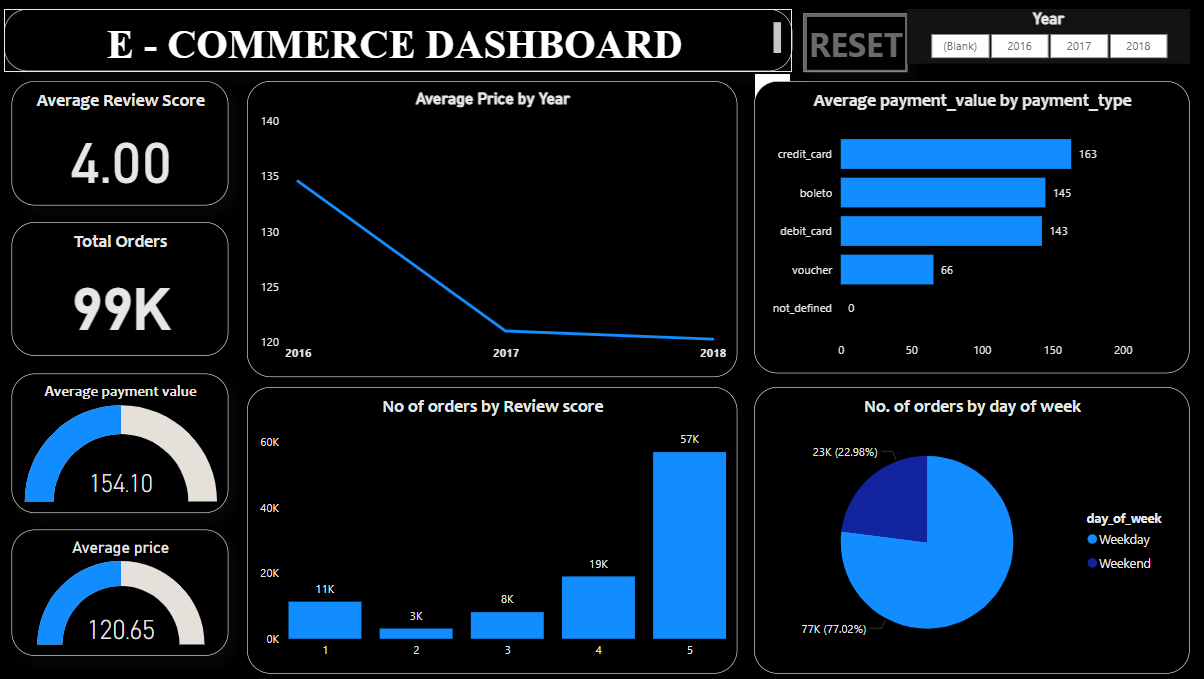 E - COMMERCE DASHBOARD
RESET
Year
(Blank) 2016 2017 2018
Average Review Score
4.00
Total Orders
99K
Average payment value
154.10
Average price
120.65
Average Price by Year
140
135
130
125
120
2016 2017 2018
Average payment_value by payment_type
credit_card 163
boleto 145
debit_card 143
voucher 66
not_defined 0
0 50 100 150 200
No of orders by Review score
60K
40K
20K
0K
11K
3K
8K
19K
57K
1 2 3 4 5
No. of orders by day of week
23K (22.98%)
77K (77.02%)
day_of_week
Weekday
Weekend